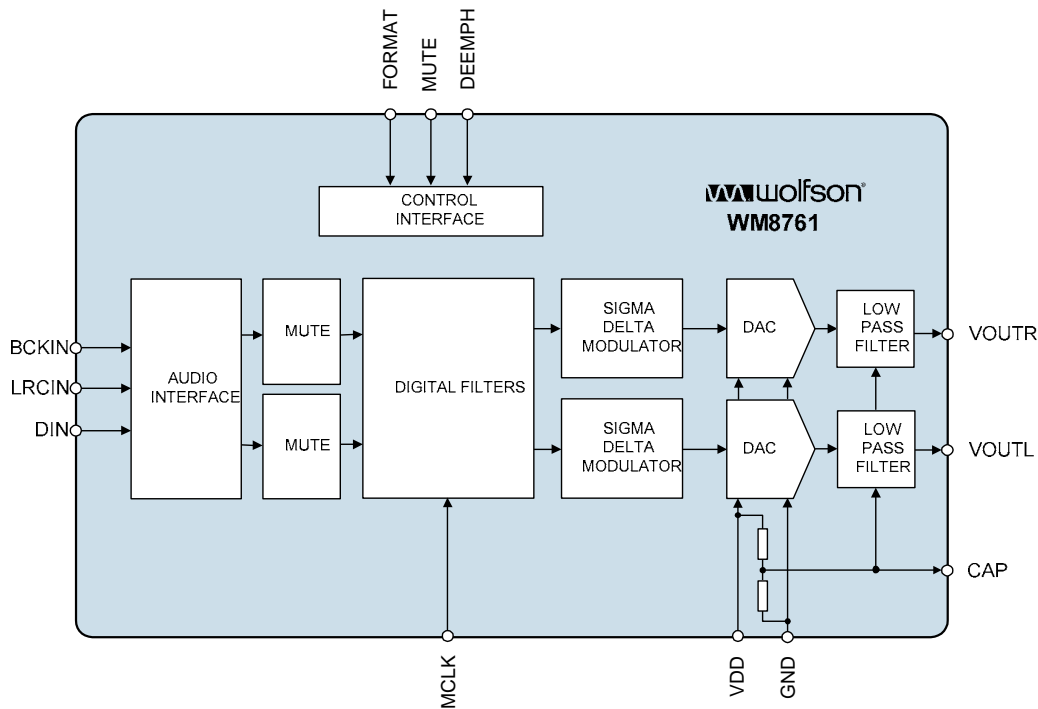 FORMAT
MUTE
DEEMPH
CONTROL
INTERFACE
wolfson®
WM8761
BCKIN
LRCIN
DIN
AUDIO
INTERFACE
MUTE
MUTE
DIGITAL FILTERS
SIGMA
DELTA
MODULATOR
SIGMA
DELTA
MODULATOR
DAC
DAC
LOW
PASS
FILTER
LOW
PASS
FILTER
VOUTR
VOUTL
CAP
MCLK
VDD
GND